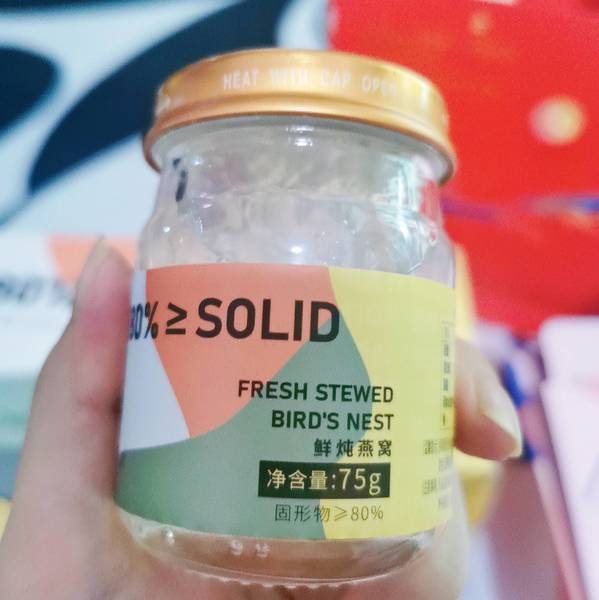 HEAT WITH CAP OPEN
80% ≥ SOLID
FRESH STEWED
BIRD'S NEST
鲜炖燕窝
净含量:75g
固形物≥80%